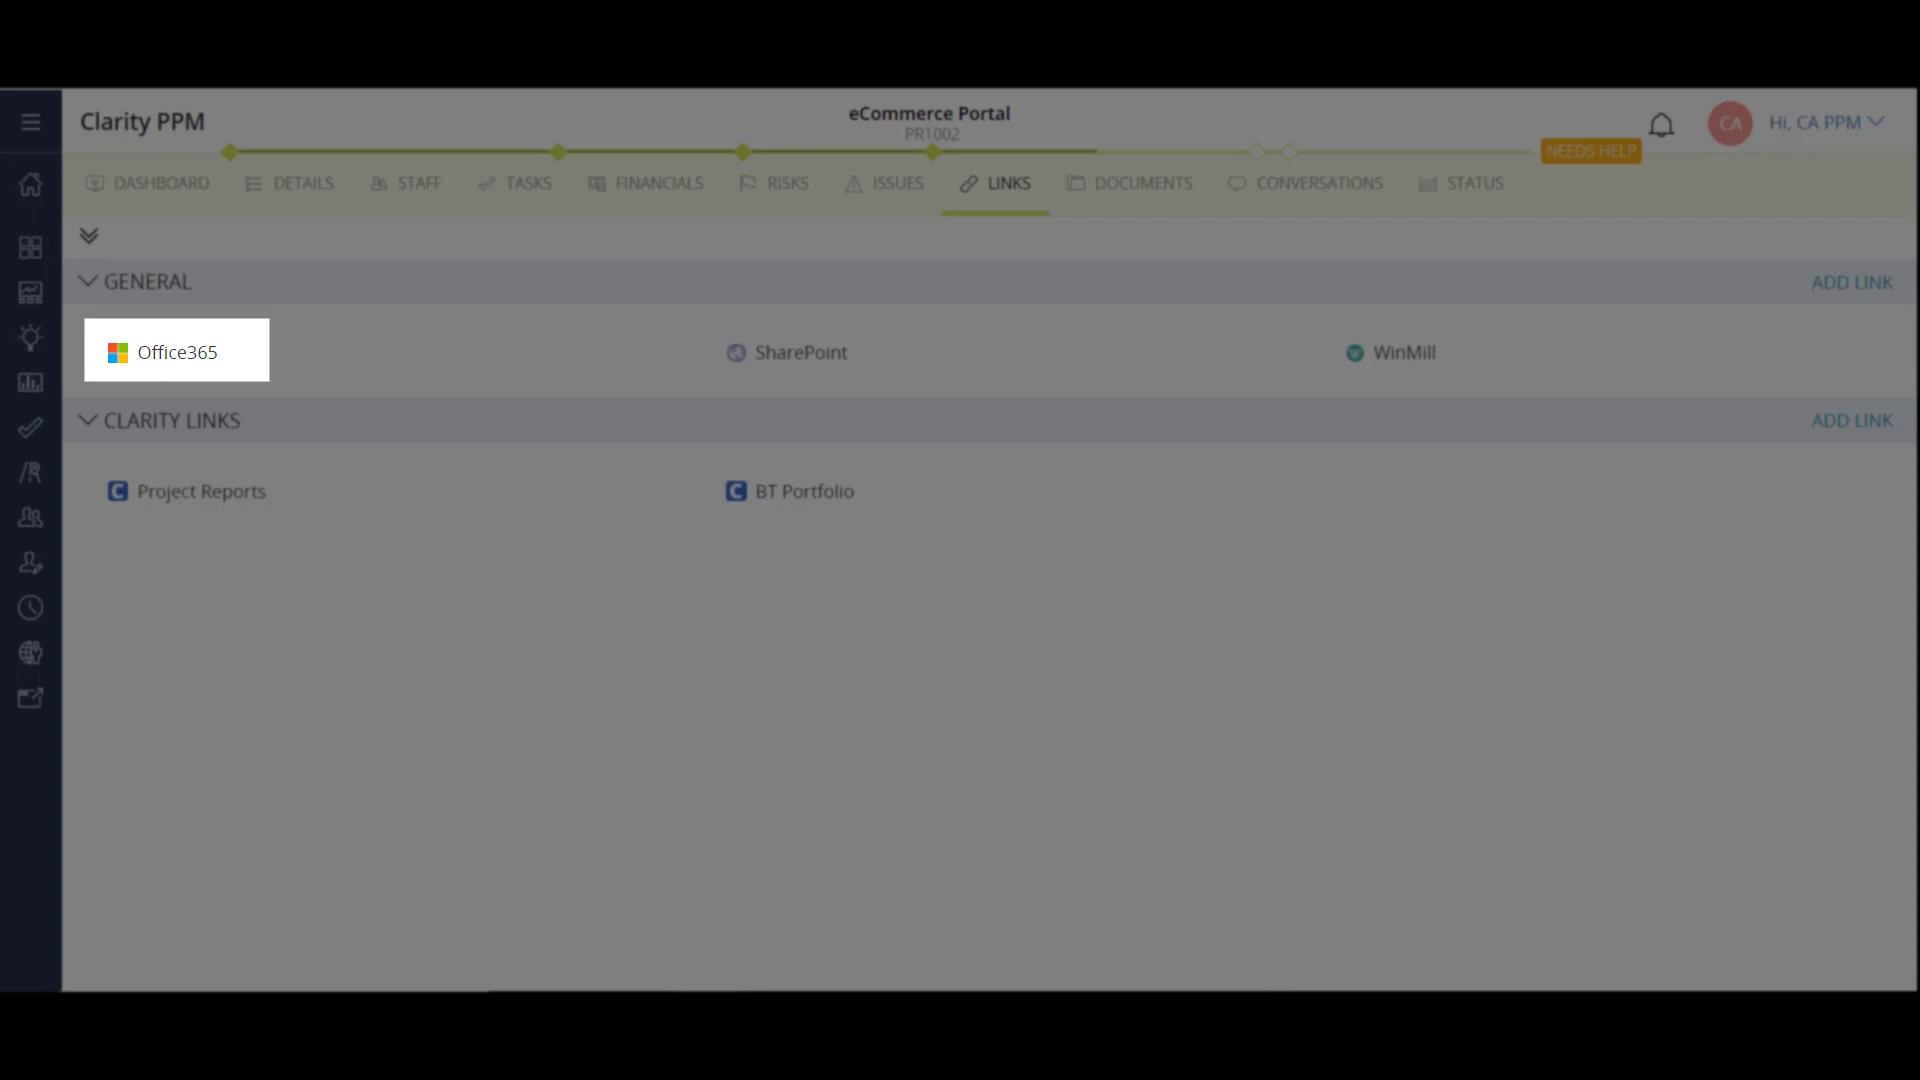 Clarity PPM
eCommerce Portal
PR1002
CA
Hi, CA PPM
NEEDS HELP
DASHBOARD
DETAILS
STAFF
TASKS
FINANCIALS
RISKS
ISSUES
LINKS
DOCUMENTS
CONVERSATIONS
STATUS
GENERAL
ADD LINK
Office365
SharePoint
WinMill
CLARITY LINKS
ADD LINK
C Project Reports
C BT Portfolio